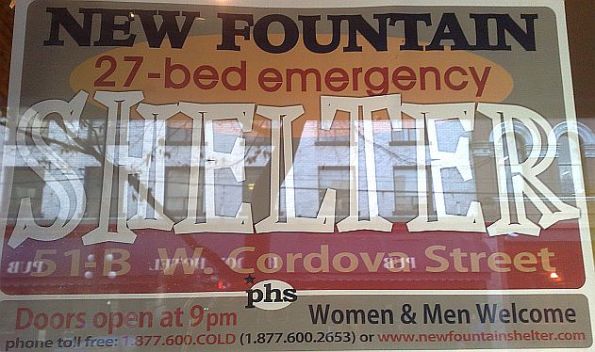 NEW FOUNTAIN
27-bed emergency
SHELTER
51-B W. Cordova Street
phs
Doors open at 9pm
Women & Men Welcome
phone toll free: 1.877.600.COLD (1.877.600.2653) or www.newfountainshelter.com